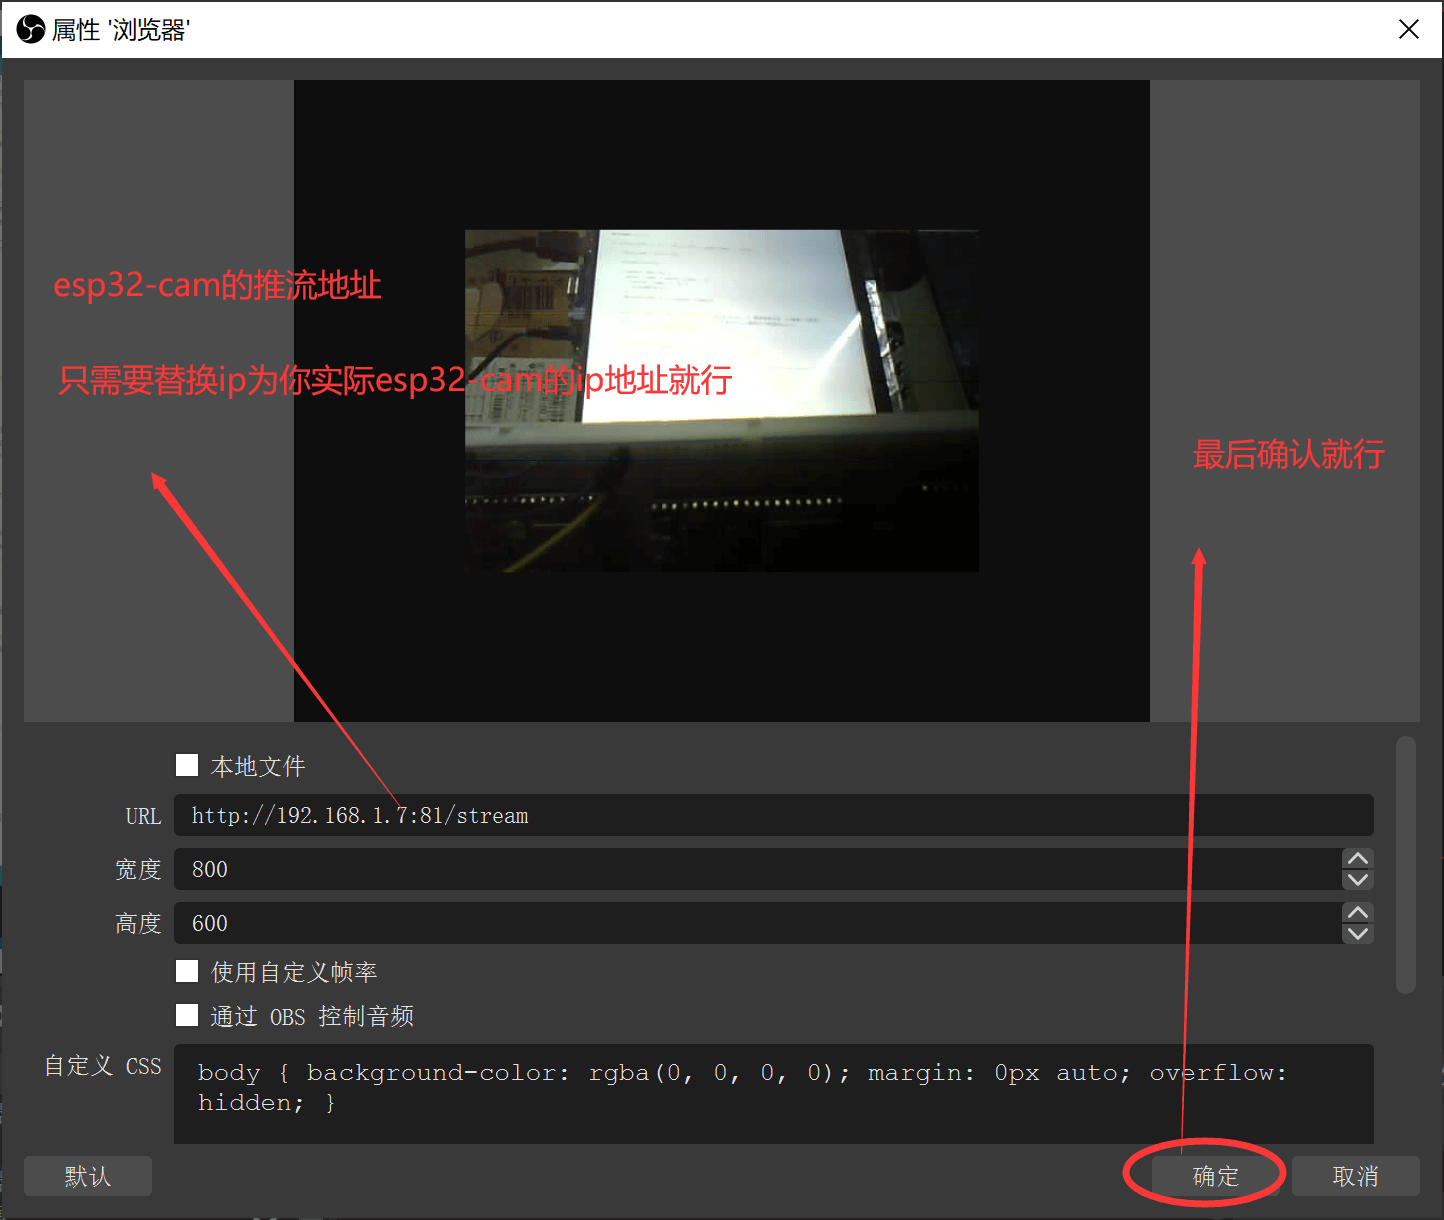 属性 '浏览器'
esp32-cam的推流地址
只需要替换ip为你实际esp32-cam的ip地址就行
最后确认就行
本地文件
URL http://192.168.1.7:81/stream
宽度 800
高度 600
使用自定义帧率
通过 OBS 控制音频
自定义 CSS body { background-color: rgba(0, 0, 0, 0); margin: 0px auto; overflow:
hidden; }
默认 确定 取消